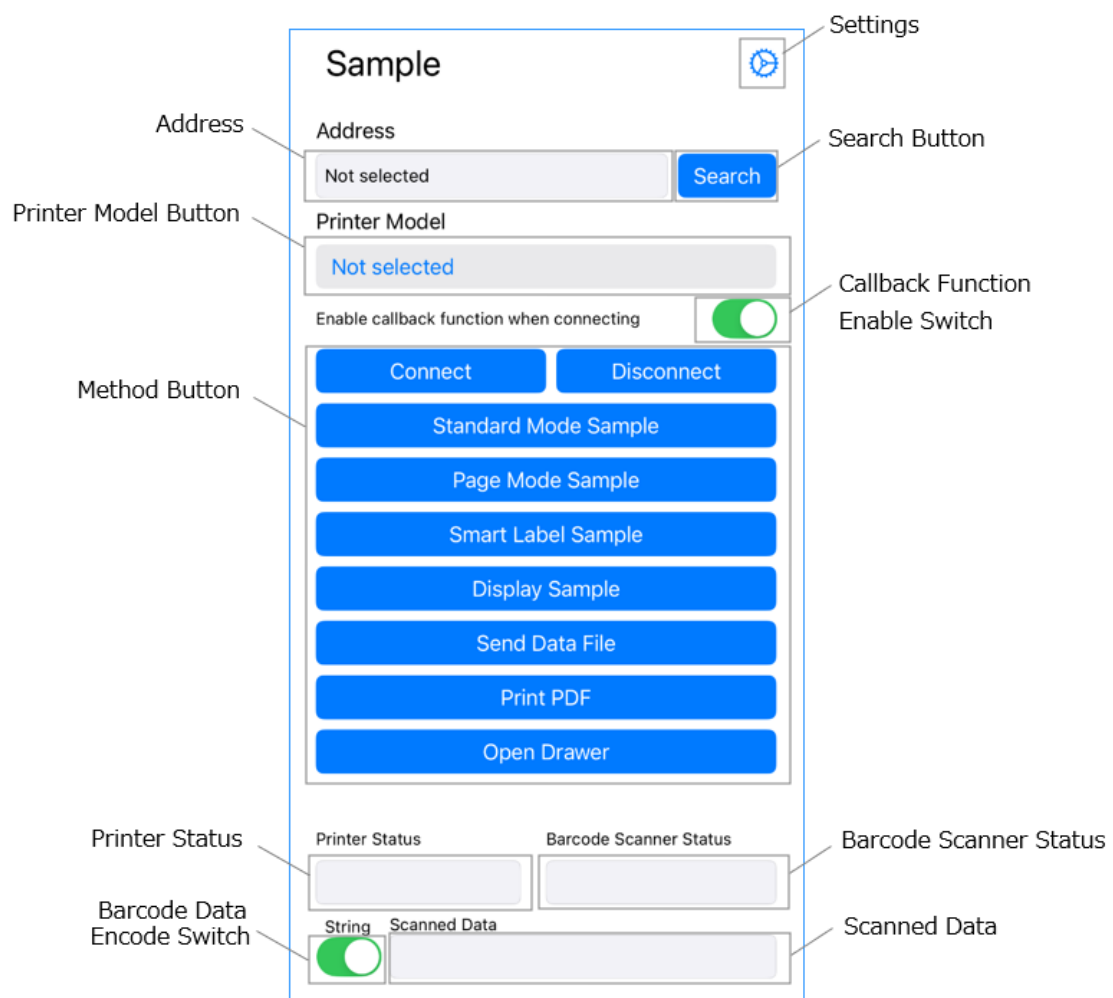 Settings
Sample
Address
Address
Search Button
Not selected
Search
Printer Model Button
Printer Model
Not selected
Callback Function
Enable Switch
Enable callback function when connecting
Method Button
Connect
Disconnect
Standard Mode Sample
Page Mode Sample
Smart Label Sample
Display Sample
Send Data File
Print PDF
Open Drawer
Printer Status
Printer Status
Barcode Scanner Status
Barcode Scanner Status
Barcode Data
Encode Switch
String
Scanned Data
Scanned Data